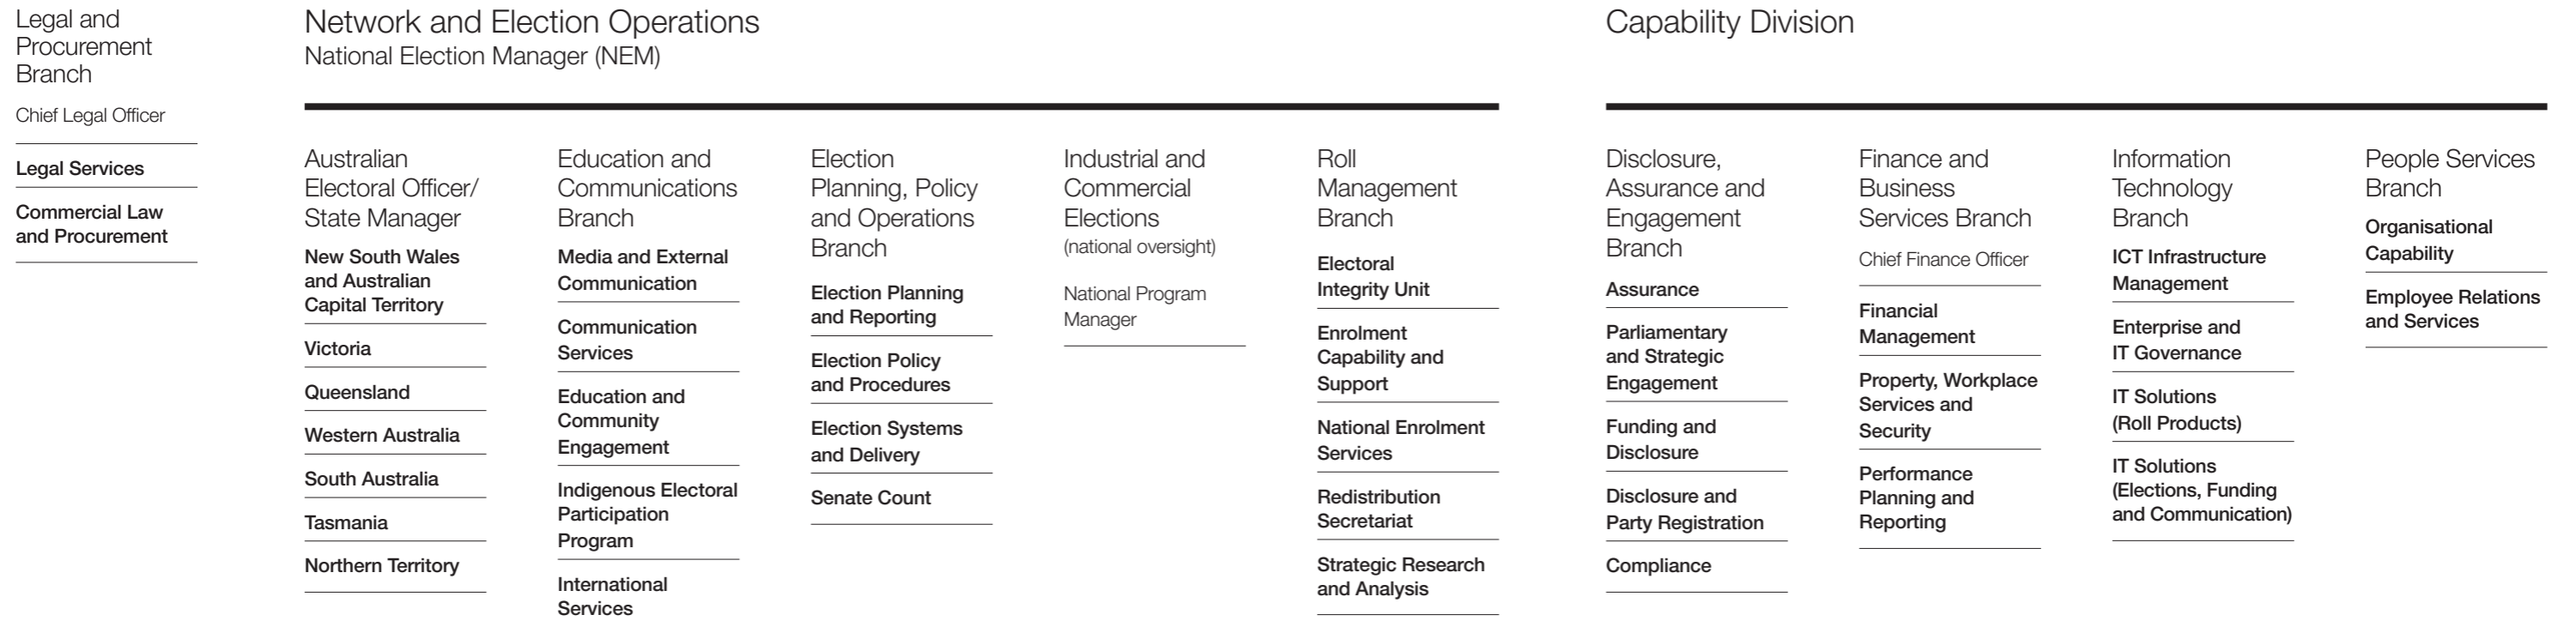 Legal and
Procurement
Branch
Chief Legal Officer
Legal Services
Commercial Law
and Procurement
Network and Election Operations
National Election Manager (NEM)
Australian
Electoral Officer/
State Manager
New South Wales
and Australian
Capital Territory
Victoria
Queensland
Western Australia
South Australia
Tasmania
Northern Territory
Education and
Communications
Branch
Media and External
Communication
Communication
Services
Education and
Community
Engagement
Indigenous Electoral
Participation
Program
International
Services
Election
Planning, Policy
and Operations
Branch
Election Planning
and Reporting
Election Policy
and Procedures
Election Systems
and Delivery
Senate Count
Industrial and
Commercial
Elections
(national oversight)
National Program
Manager
Roll
Management
Branch
Electoral
Integrity Unit
Enrolment
Capability and
Support
National Enrolment
Services
Redistribution
Secretariat
Strategic Research
and Analysis
Capability Division
Disclosure,
Assurance and
Engagement
Branch
Assurance
Parliamentary
and Strategic
Engagement
Funding and
Disclosure
Disclosure and
Party Registration
Compliance
Finance and
Business
Services Branch
Chief Finance Officer
Financial
Management
Property, Workplace
Services and
Security
Performance
Planning and
Reporting
Information
Technology
Branch
ICT Infrastructure
Management
Enterprise and
IT Governance
IT Solutions
(Roll Products)
IT Solutions
(Elections, Funding
and Communication)
People Services
Branch
Organisational
Capability
Employee Relations
and Services